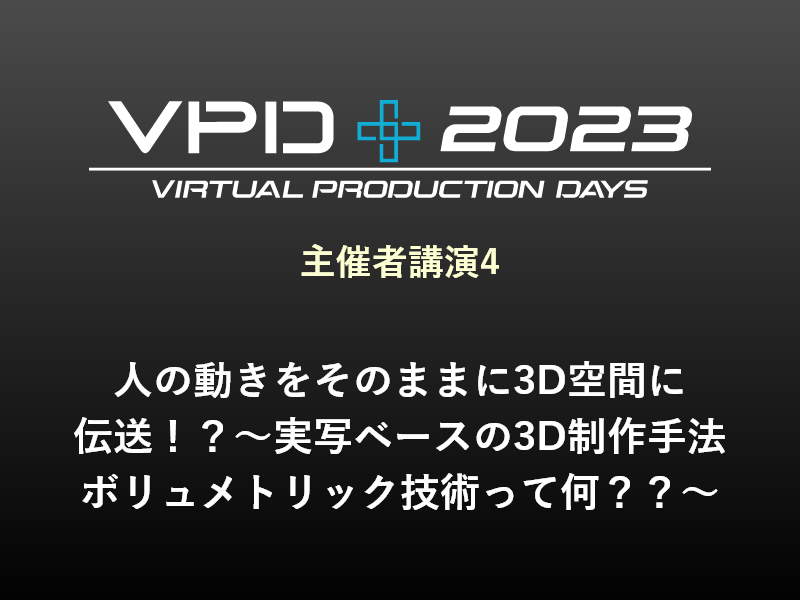 VPD 2023
VIRTUAL PRODUCTION DAYS
主催者講演4
人の動きをそのままに3D空間に
伝送！？～実写ベースの3D制作手法
ボリュメトリック技術って何？？～